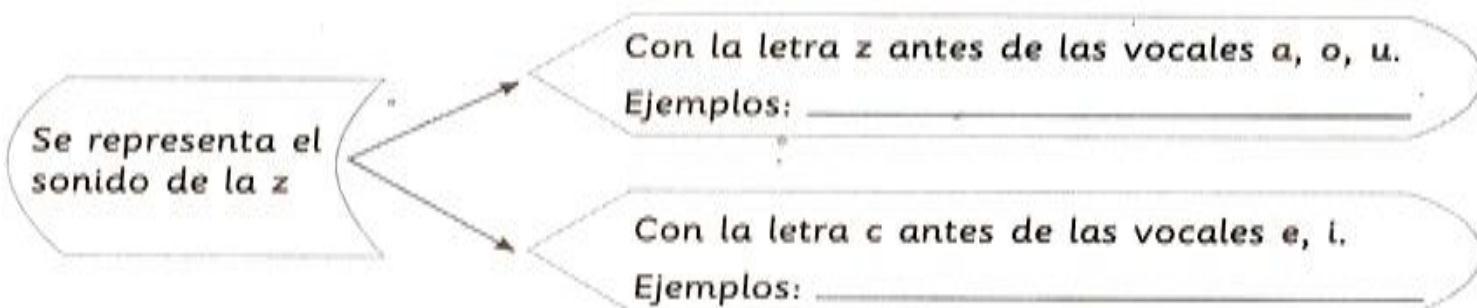 Se representa el
sonido de la z
Con la letra z antes de las vocales a, o, u.
Ejemplos:
Con la letra c antes de las vocales e, i.
Ejemplos: